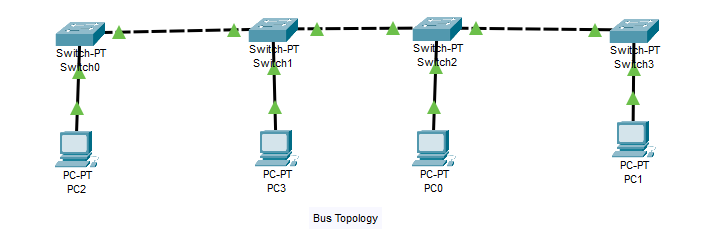 Switch-PT
Switch0
Switch-PT
Switch1
Switch-PT
Switch2
Switch-PT
Switch3
PC-PT
PC2
PC-PT
PC3
PC-PT
PC0
PC-PT
PC1
Bus Topology